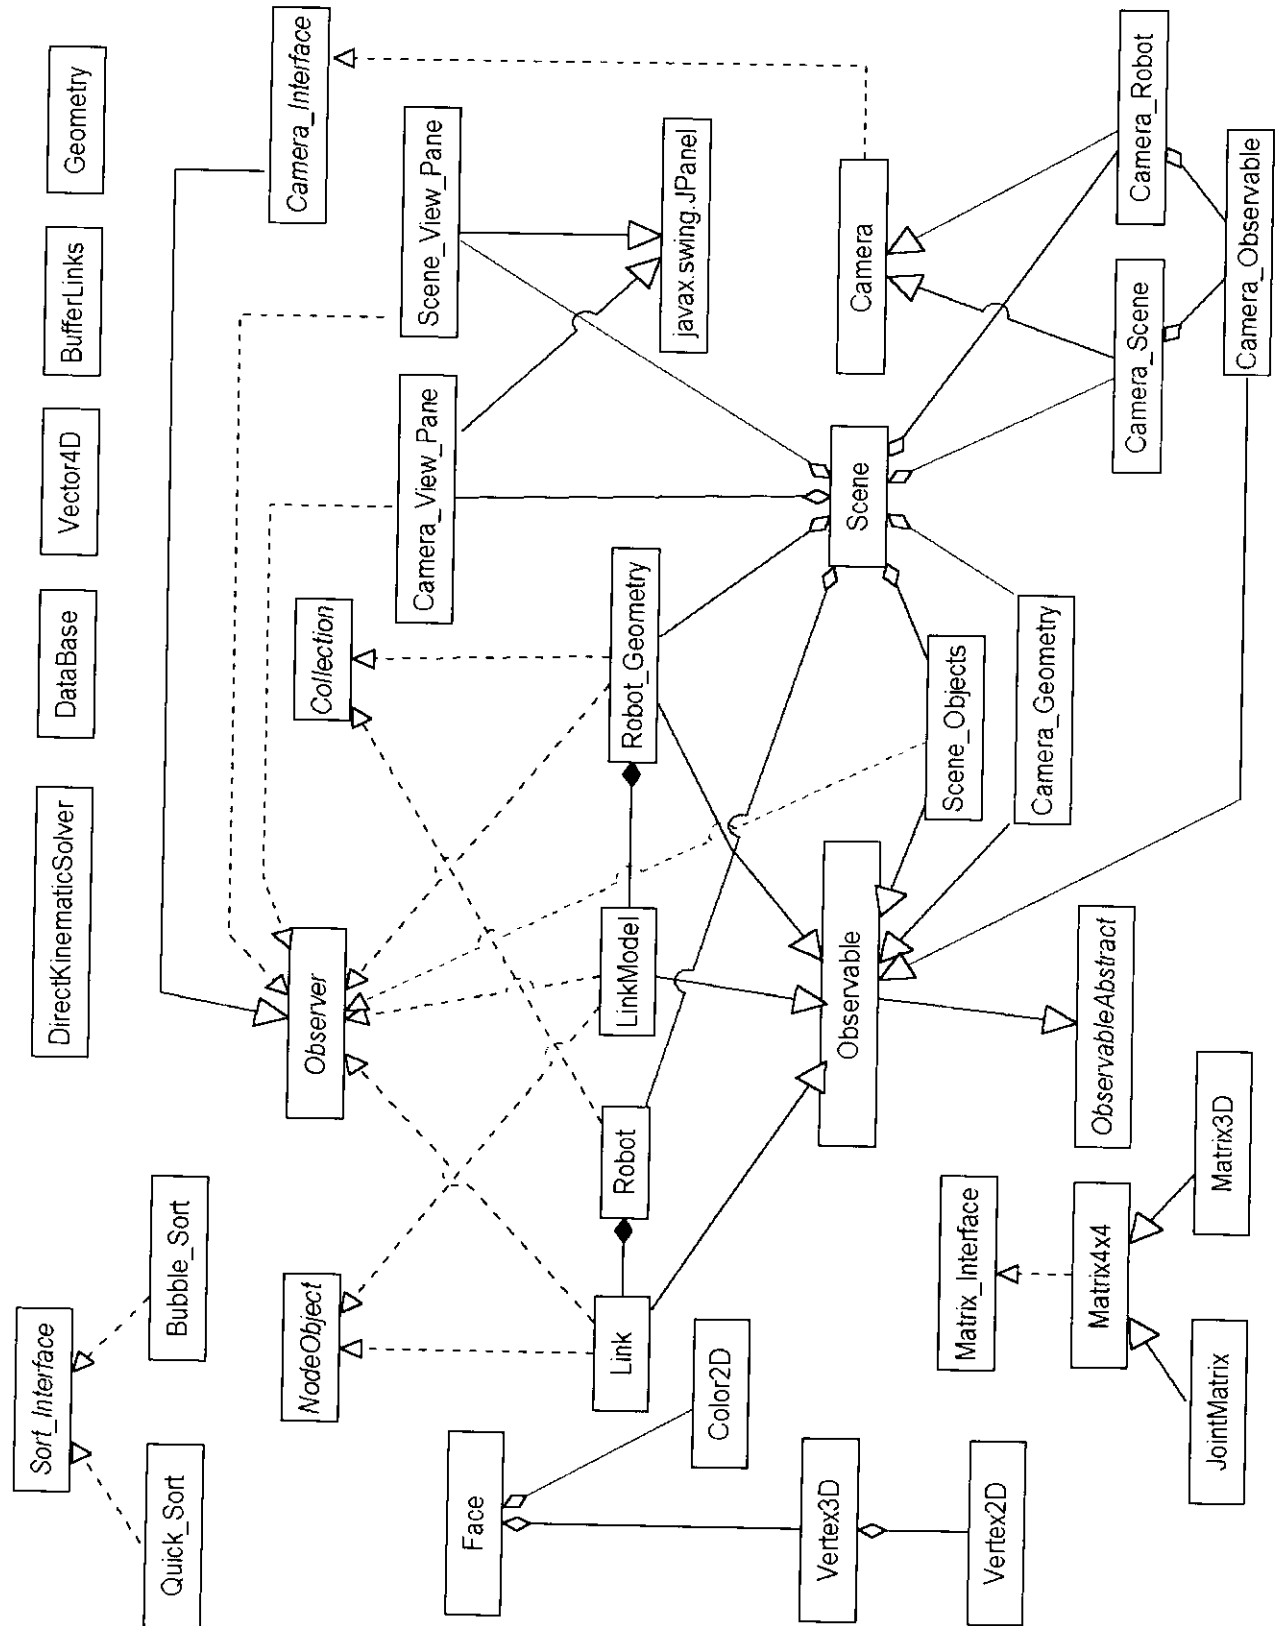 Sort_Interface
Quick_Sort
Bubble_Sort
DirectKinematicSolver
DataBase
Vector4D
BufferLinks
Geometry
NodeObject
Observer
Collection
Camera_Interface
Camera_View_Pane
Scene_View_Pane
Face
Link
Robot
LinkModel
Robot_Geometry
javax.swing.JPanel
Color2D
Vertex3D
Observable
Scene
Camera
Scene_Objects
Camera_Geometry
Vertex2D
Matrix_Interface
ObservableAbstract
Matrix4x4
JointMatrix
Matrix3D
Camera_Scene
Camera_Robot
Camera_Observable